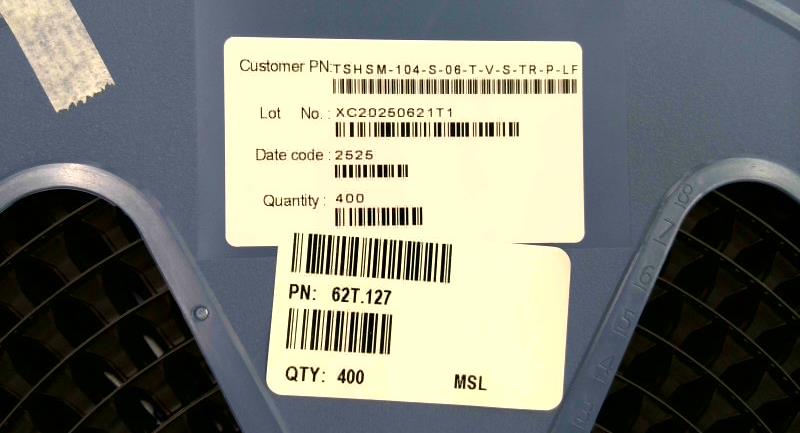 Customer PN:TSHSM-104-S-06-T-V-S-TR-P-LF
Lot No.: XC20250621T1
Date code: 2525
Quantity: 400
PN: 62T.127
QTY: 400 MSL